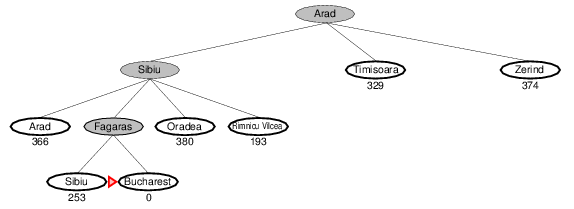 Arad
Sibiu
Timisoara
Zerind
329
374
Arad
Fagaras
Oradea
Rimnicu Vilcea
366
380
193
Sibiu
Bucharest
253
0